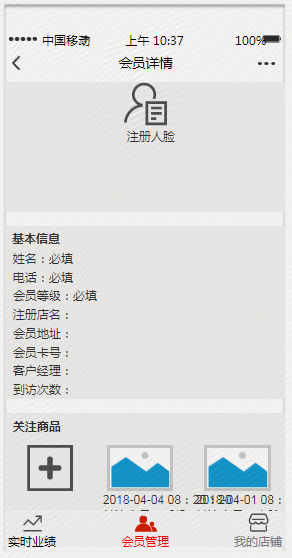 中国移动 上午 10:37 100%
会员详情
注册人脸
基本信息
姓名：必填
电话：必填
会员等级：必填
注册店名：
会员地址：
会员卡号：
客户经理：
到访次数：
关注商品
2018-04-04 08：20 2018-04-01 08：
实时业绩 会员管理 我的店铺